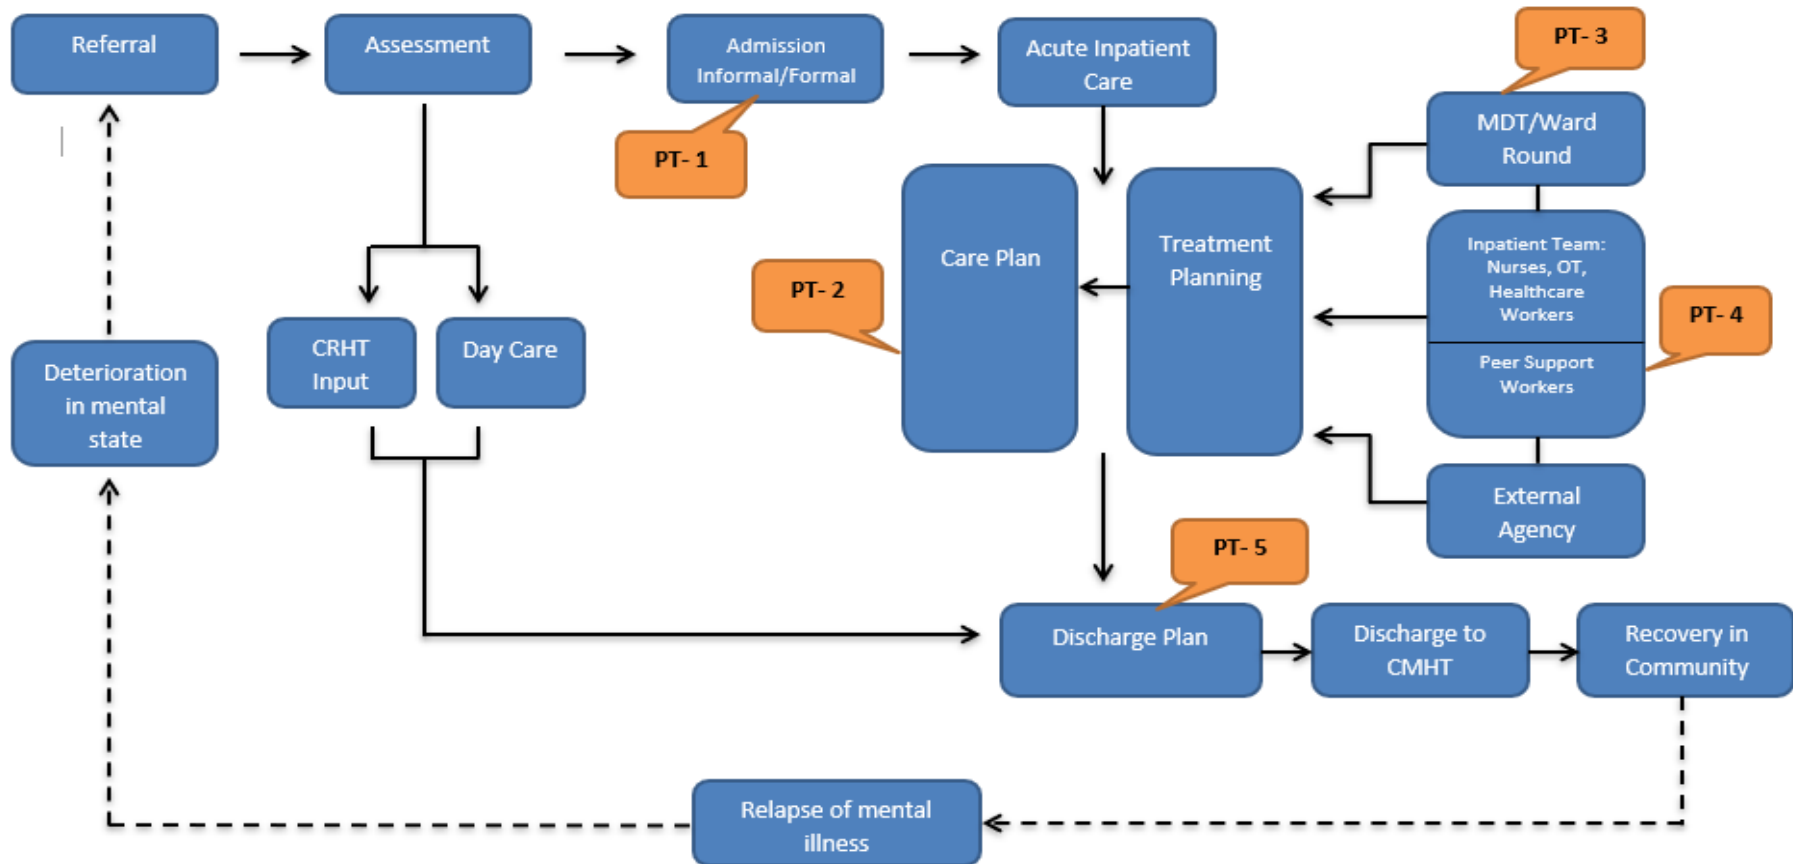 Referral
Assessment
Admission
Informal/Formal
Acute Inpatient
Care
PT- 3
MDT/Ward
Round
PT- 1
Care Plan
Treatment
Planning
Inpatient Team:
Nurses, OT,
Healthcare
Workers
Peer Support
Workers
PT- 2
PT- 4
CRHT
Input
Day Care
Deterioration
in mental
state
External
Agency
PT- 5
Discharge Plan
Discharge to
CMHT
Recovery in
Community
Relapse of mental
illness